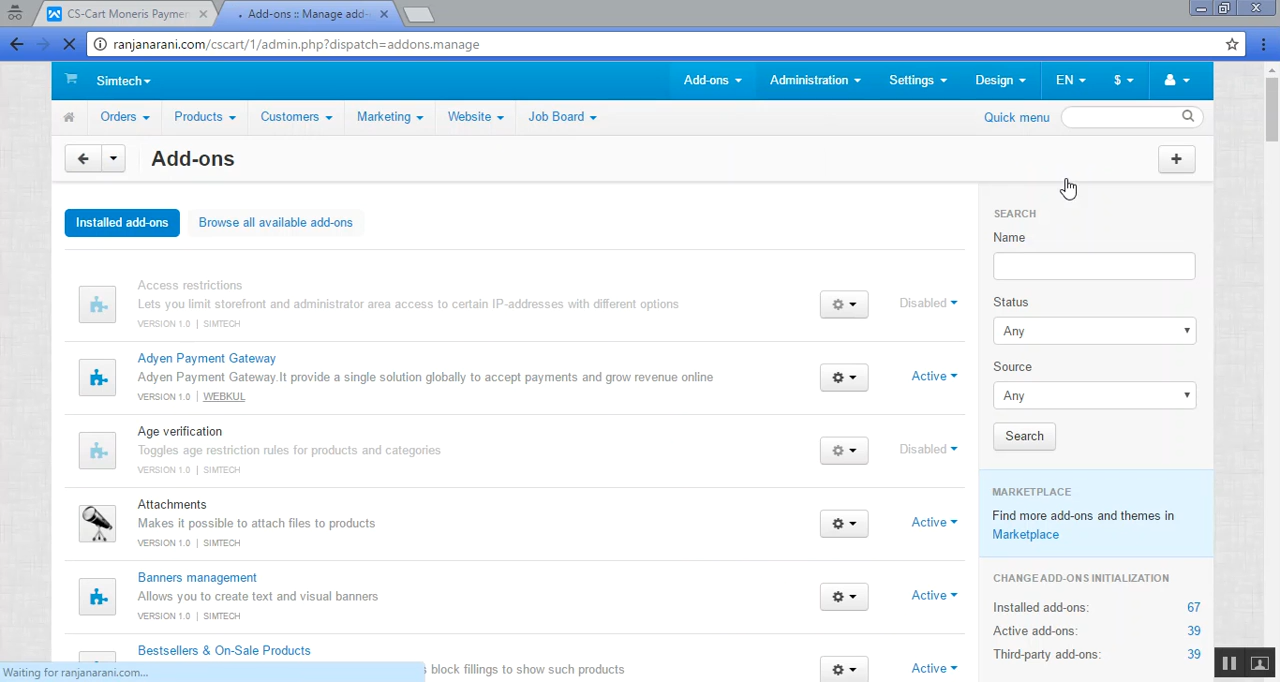 CS-Cart Moneris Paymen
Add-ons :: Manage add-
ranjanarani.com/cscart/1/admin.php?dispatch=addons.manage
Simtech
Add-ons
Administration
Settings
Design
EN
$
Orders
Products
Customers
Marketing
Website
Job Board
Quick menu
Add-ons
+
Installed add-ons
Browse all available add-ons
Access restrictions
Lets you limit storefront and administrator area access to certain IP-addresses with different options
VERSION 1.0 | SIMTECH
Disabled
Adyen Payment Gateway
Adyen Payment Gateway.It provide a single solution globally to accept payments and grow revenue online
VERSION 1.0 | WEBKUL
Active
Age verification
Toggles age restriction rules for products and categories
VERSION 1.0 | SIMTECH
Disabled
Attachments
Makes it possible to attach files to products
VERSION 1.0 | SIMTECH
Active
Banners management
Allows you to create text and visual banners
VERSION 1.0 | SIMTECH
Active
Bestsellers & On-Sale Products
block fillings to show such products
Active
SEARCH
Name
Status
Any
Source
Any
Search
MARKETPLACE
Find more add-ons and themes in
Marketplace
CHANGE ADD-ONS INITIALIZATION
Installed add-ons: 67
Active add-ons: 39
Third-party add-ons: 39
Waiting for ranjanarani.com...